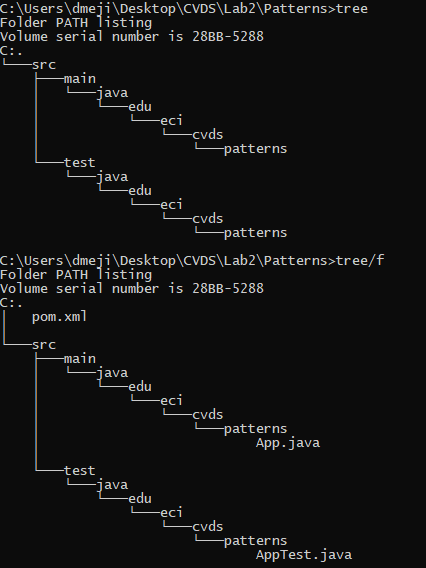 C:\Users\dmeji\Desktop\CVDS\Lab2\Patterns>tree
Folder PATH listing
Volume serial number is 28BB-5288
C:.
└───src
    ├───main
    │   └───java
    │       └───edu
    │           └───eci
    │               └───cvds
    │                   └───patterns
    └───test
        └───java
            └───edu
                └───eci
                    └───cvds
                        └───patterns
C:\Users\dmeji\Desktop\CVDS\Lab2\Patterns>tree/f
Folder PATH listing
Volume serial number is 28BB-5288
C:.
│   pom.xml
│
└───src
    ├───main
    │   └───java
    │       └───edu
    │           └───eci
    │               └───cvds
    │                   └───patterns
    │                           App.java
    │
    └───test
        └───java
            └───edu
                └───eci
                    └───cvds
                        └───patterns
                                AppTest.java